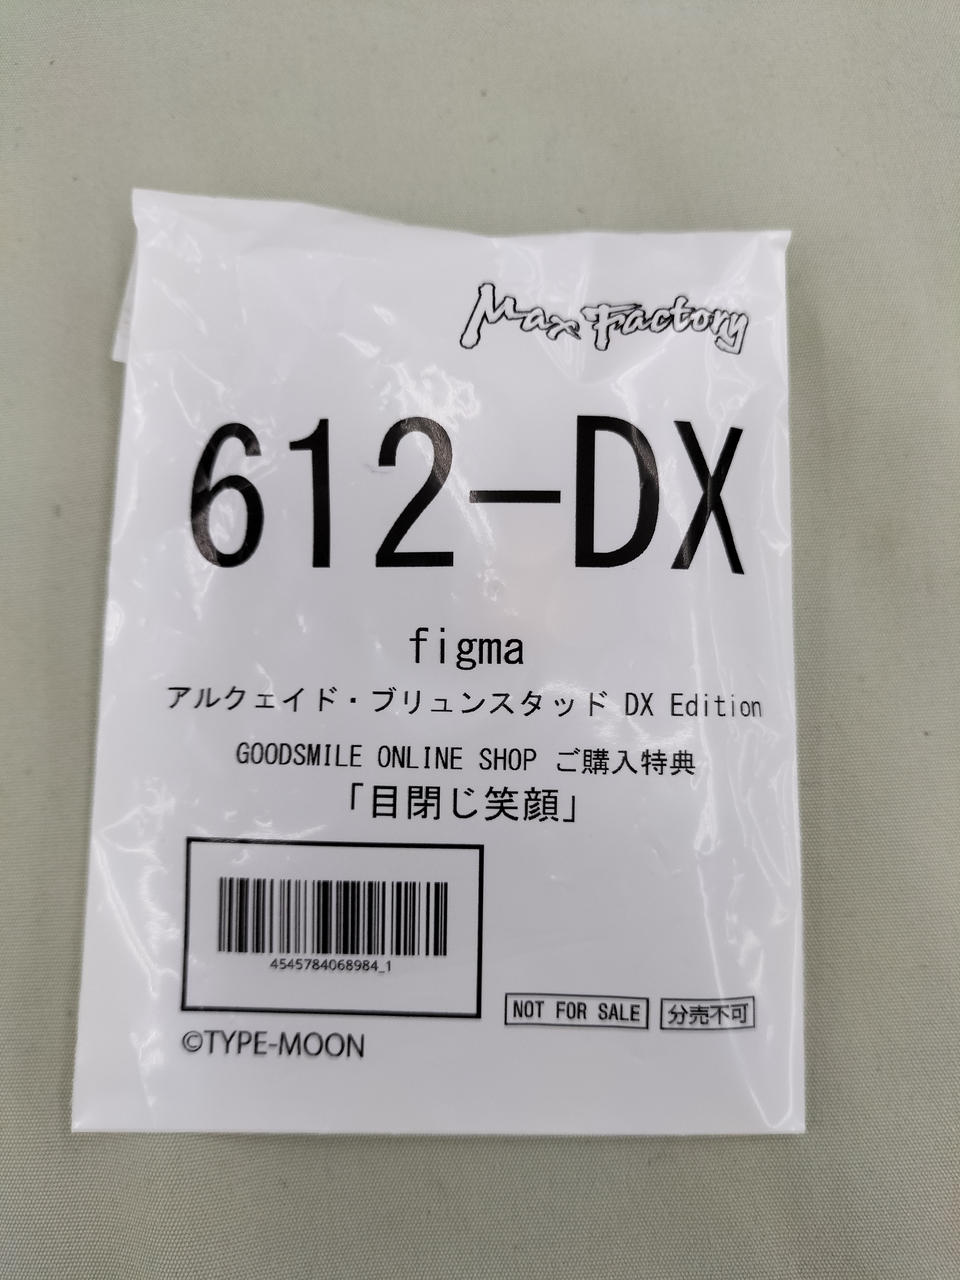 Max Factory
612-DX
figma
アルクェイド・ブリュンスタッド DX Edition
GOODSMILE ONLINE SHOP ご購入特典
「目閉じ笑顔」
4545784068984_1
NOT FOR SALE 分売不可
©TYPE-MOON